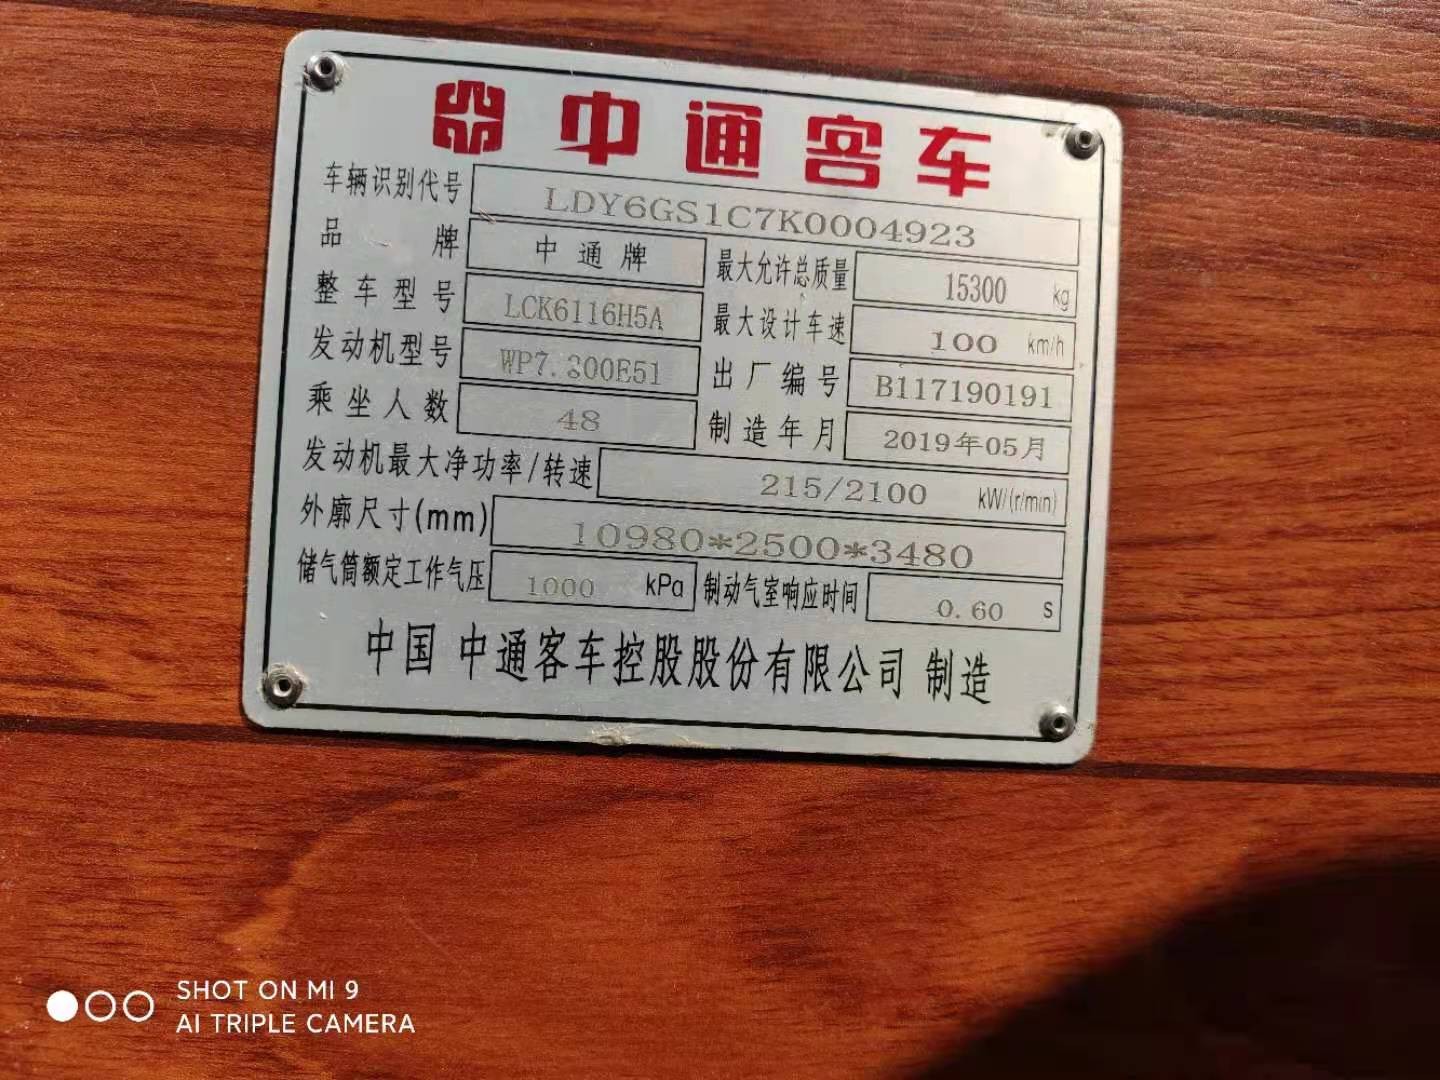 中通客车
车辆识别代号 LDY6GS1C7K0004923
品牌 中通牌 最大允许总质量 15300 kg
整车型号 LCK6116H5A 最大设计车速 100 km/h
发动机型号 WP7.300E51 出厂编号 B117190191
乘坐人数 48 制造年月 2019年05月
发动机最大净功率/转速 215/2100 kW/(r/min)
外廓尺寸(mm) 10980*2500*3480
储气筒额定工作气压 1000 kPa 制动气室响应时间 0.60 s
中国 中通客车控股股份有限公司 制造
SHOT ON MI 9
AI TRIPLE CAMERA